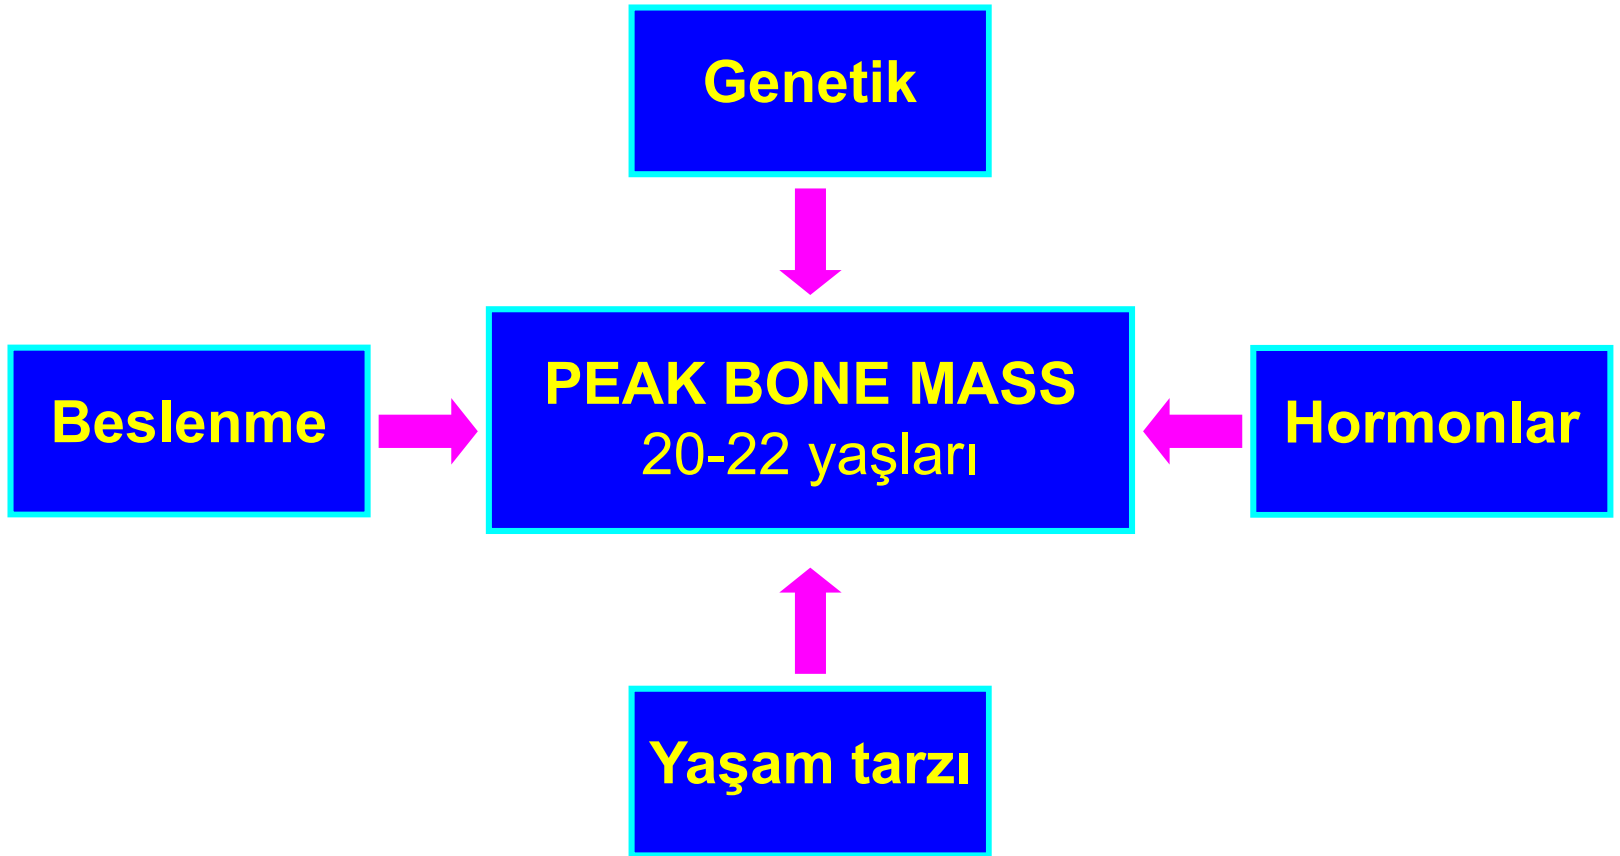 Genetik
PEAK BONE MASS
20-22 yaşları
Beslenme
Hormonlar
Yaşam tarzı